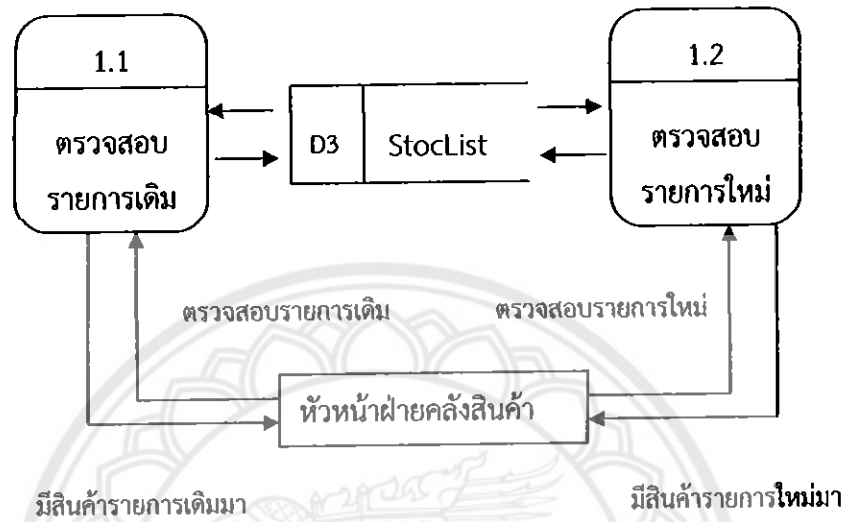 1.1
ตรวจสอบ
รายการเดิม
D3 StocList
1.2
ตรวจสอบ
รายการใหม่
ตรวจสอบรายการเดิม
ตรวจสอบรายการใหม่
หัวหน้าฝ่ายคลังสินค้า
มีสินค้ารายการเดิมมา
มีสินค้ารายการใหม่มา